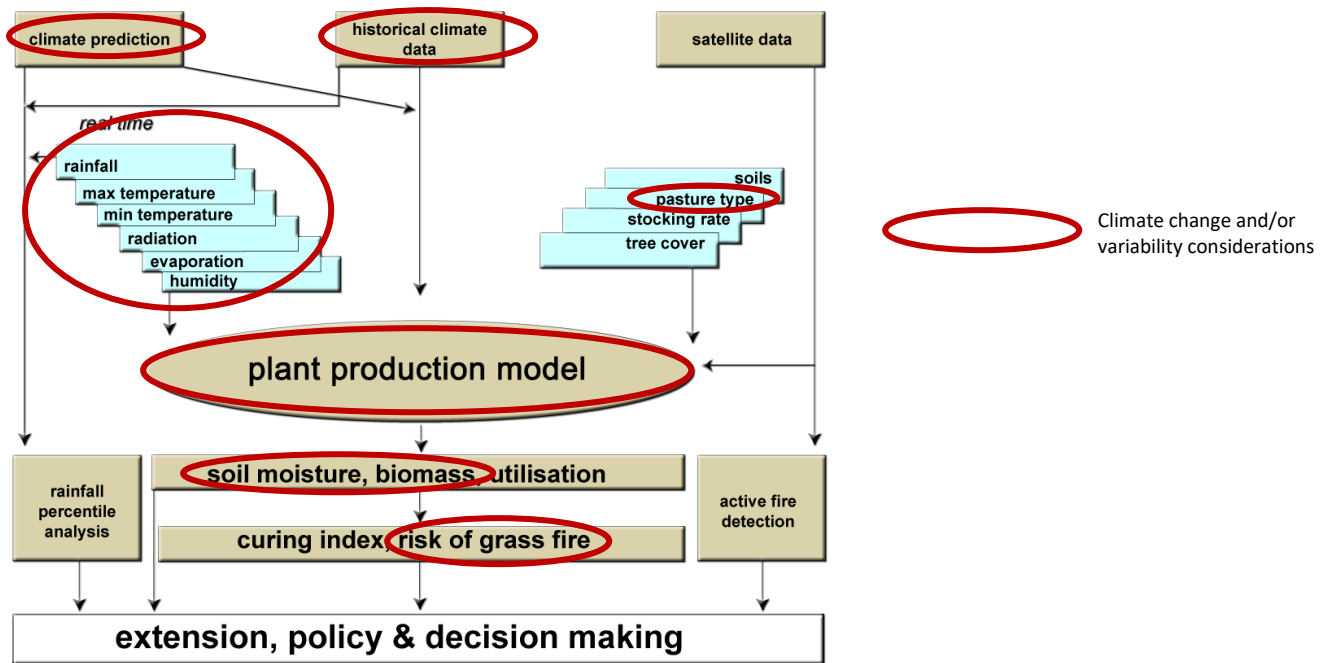 climate prediction
historical climate
data
satellite data
real time
rainfall
max temperature
min temperature
radiation
evaporation
humidity
soils
pasture type
stocking rate
tree cover
Climate change and/or
variability considerations
plant production model
rainfall
percentile
analysis
soil moisture, biomass, utilisation
curing index, risk of grass fire
active fire
detection
extension, policy & decision making